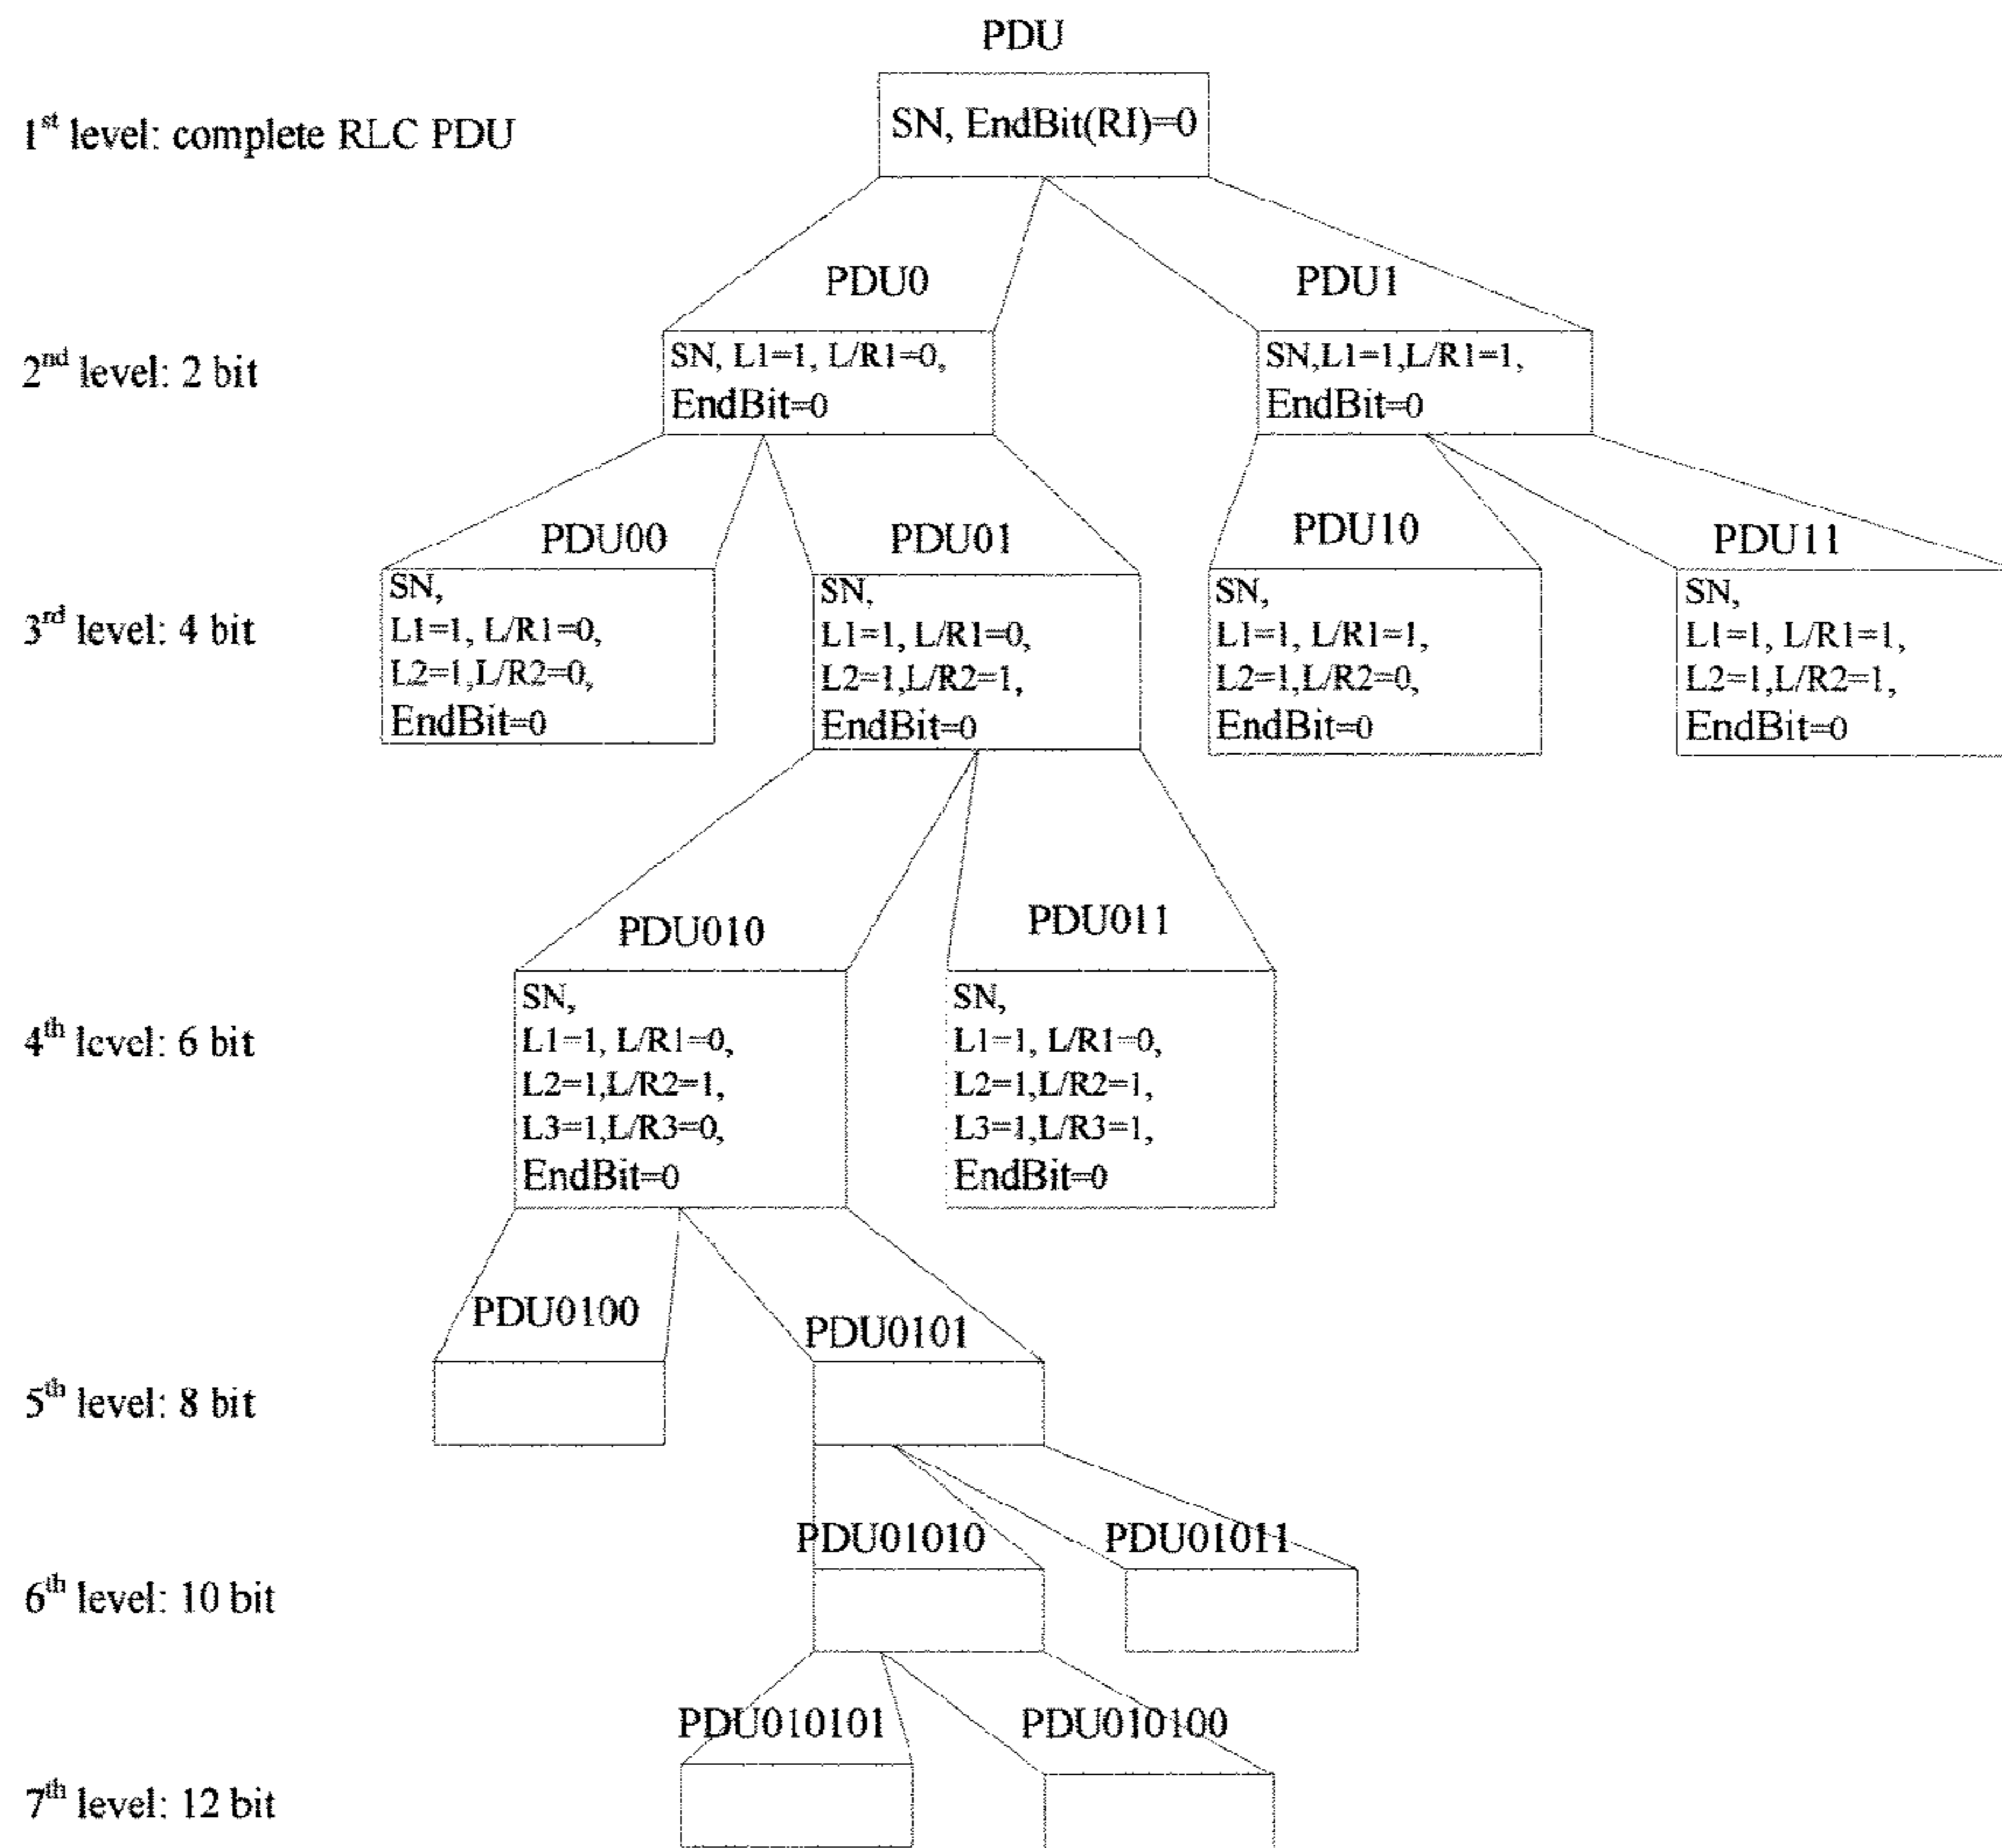 PDU
1st level: complete RLC PDU
SN, EndBit(RI)=0
PDU0
PDU1
2nd level: 2 bit
SN, L1=1, L/R1=0,
EndBit=0
SN,L1=1,L/R1=1,
EndBit=0
PDU00
PDU01
PDU10
PDU11
3rd level: 4 bit
SN,
L1=1, L/R1=0,
L2=1,L/R2=0,
EndBit=0
SN,
L1=1, L/R1=0,
L2=1,L/R2=1,
EndBit=0
SN,
L1=1, L/R1=1,
L2=1,L/R2=0,
EndBit=0
SN,
L1=1, L/R1=1,
L2=1,L/R2=1,
EndBit=0
PDU010
PDU011
4th level: 6 bit
SN,
L1=1, L/R1=0,
L2=1,L/R2=1,
L3=1,L/R3=0,
EndBit=0
SN,
L1=1, L/R1=0,
L2=1,L/R2=1,
L3=1,L/R3=1,
EndBit=0
PDU0100
PDU0101
5th level: 8 bit
PDU01010
PDU01011
6th level: 10 bit
PDU010101
PDU010100
7th level: 12 bit